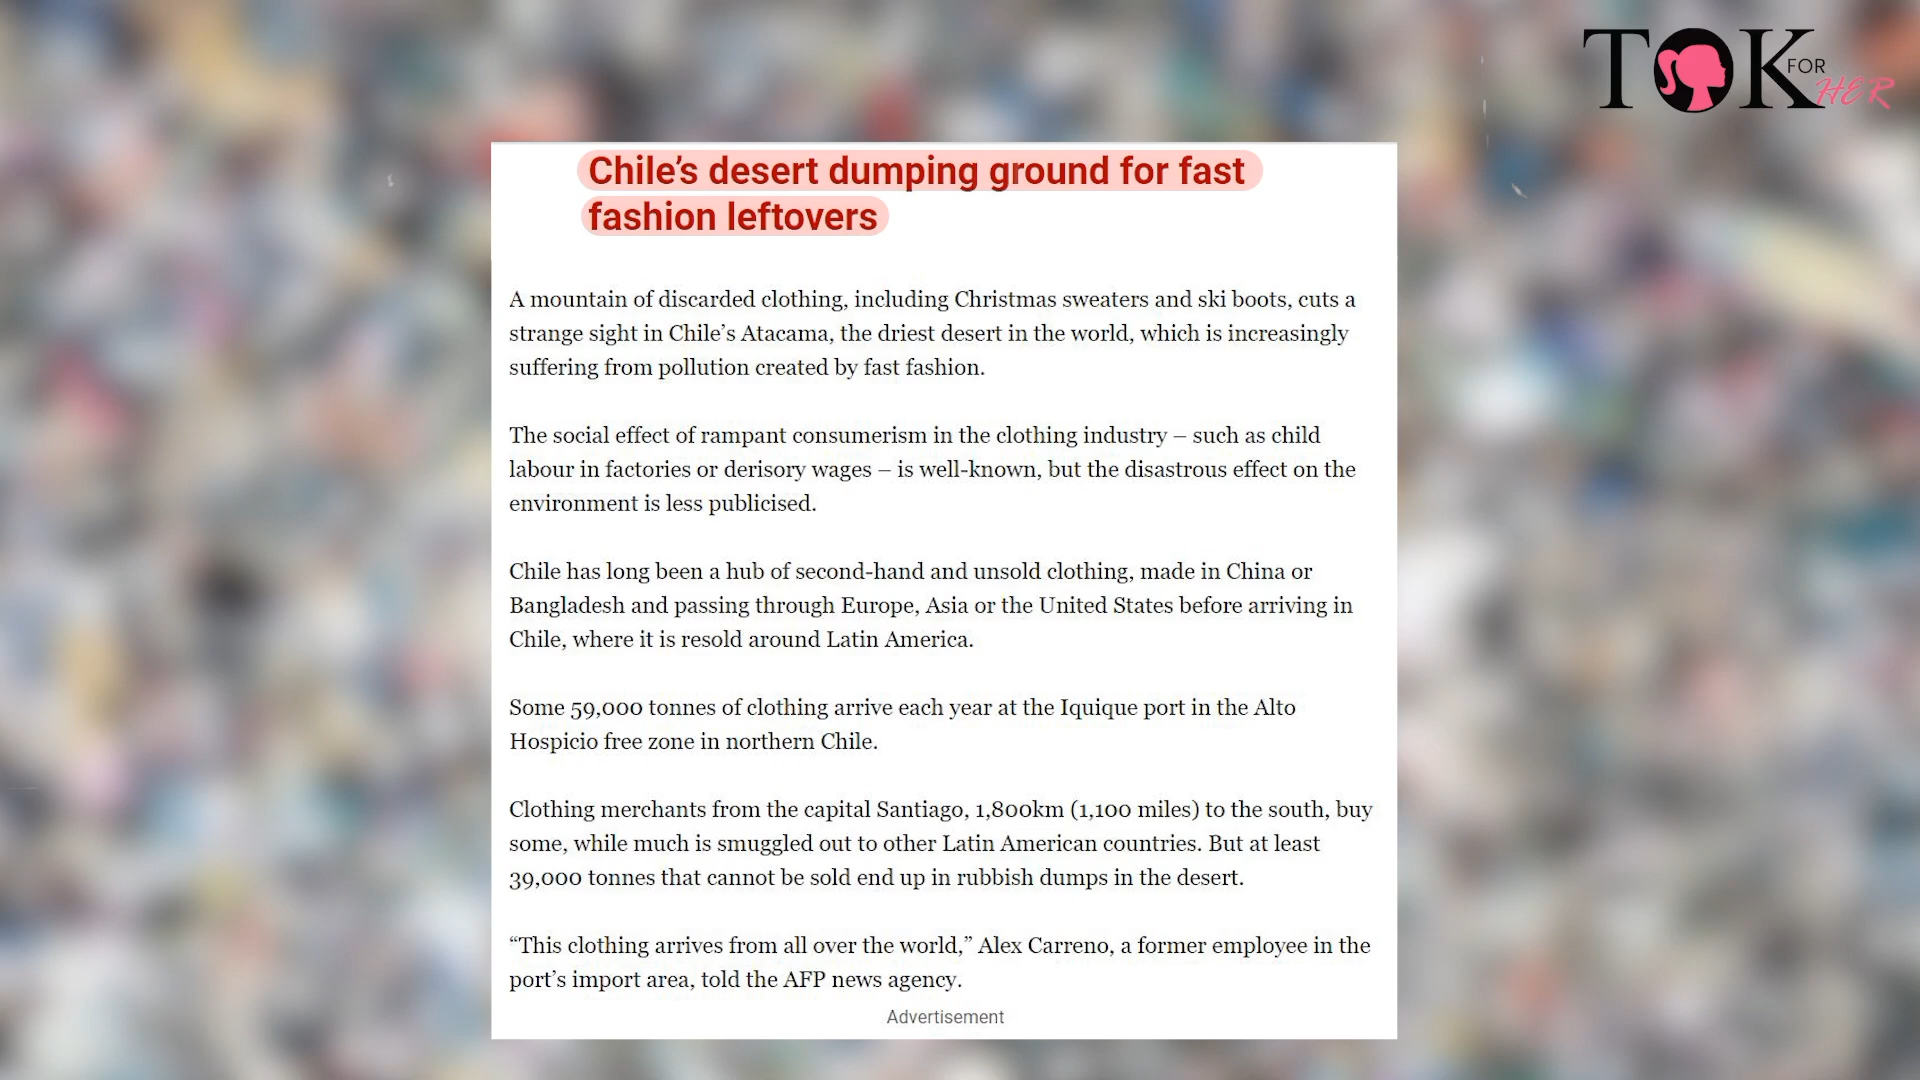 TOK FOR HER
Chile’s desert dumping ground for fast
fashion leftovers
A mountain of discarded clothing, including Christmas sweaters and ski boots, cuts a
strange sight in Chile’s Atacama, the driest desert in the world, which is increasingly
suffering from pollution created by fast fashion.
The social effect of rampant consumerism in the clothing industry – such as child
labour in factories or derisory wages – is well-known, but the disastrous effect on the
environment is less publicised.
Chile has long been a hub of second-hand and unsold clothing, made in China or
Bangladesh and passing through Europe, Asia or the United States before arriving in
Chile, where it is resold around Latin America.
Some 59,000 tonnes of clothing arrive each year at the Iquique port in the Alto
Hospicio free zone in northern Chile.
Clothing merchants from the capital Santiago, 1,800km (1,100 miles) to the south, buy
some, while much is smuggled out to other Latin American countries. But at least
39,000 tonnes that cannot be sold end up in rubbish dumps in the desert.
“This clothing arrives from all over the world,” Alex Carreno, a former employee in the
port’s import area, told the AFP news agency.
Advertisement